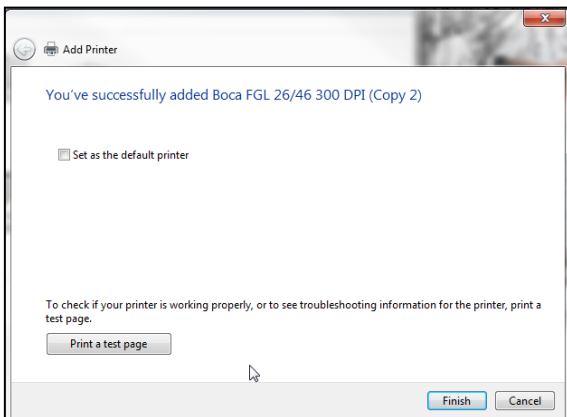 Add Printer
You've successfully added Boca FGL 26/46 300 DPI (Copy 2)
Set as the default printer
To check if your printer is working properly, or to see troubleshooting information for the printer, print a
test page.
Print a test page
Finish Cancel